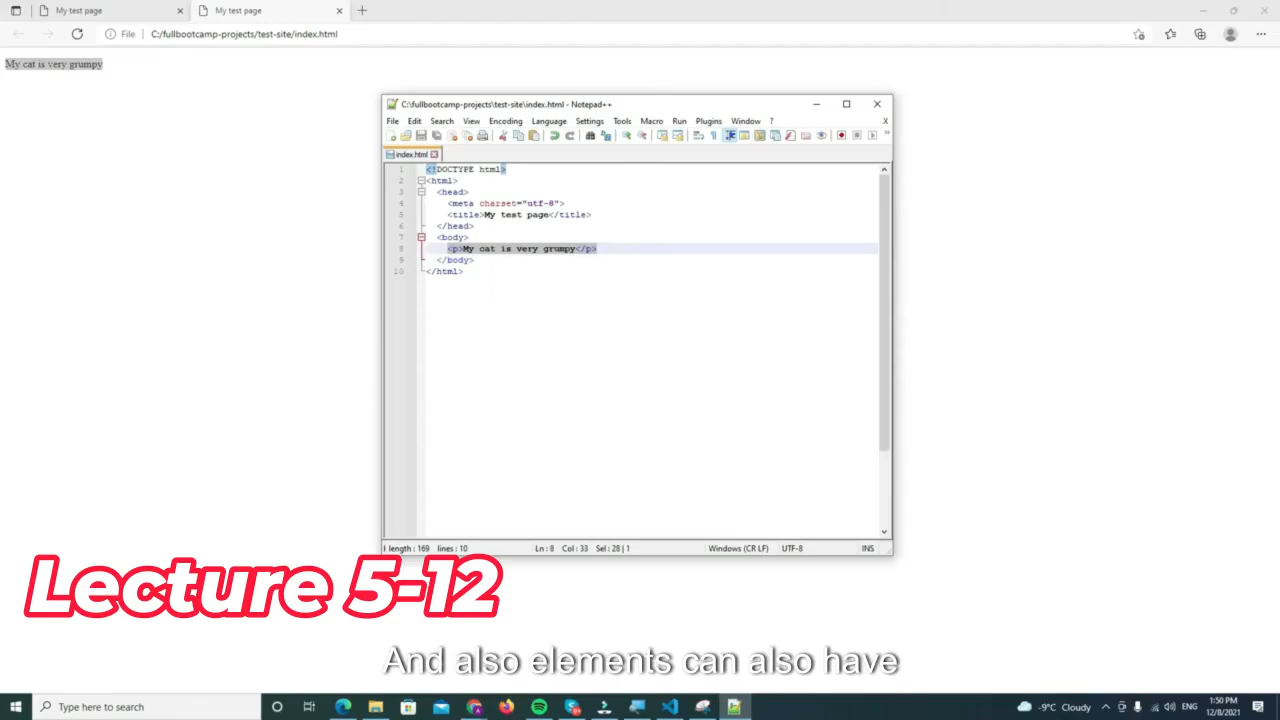 My test page
My test page
File C:/fullbootcamp-projects/test-site/index.html
My cat is very grumpy
C:\fullbootcamp-projects\test-site\index.html - Notepad++
File Edit Search View Encoding Language Settings Tools Macro Run Plugins Window ? X
index.html
1 <!DOCTYPE html>
2 <html>
3 <head>
4 <meta charset="utf-8">
5 <title>My test page</title>
6 </head>
7 <body>
8 <p>My cat is very grumpy</p>
9 </body>
10 </html>
length : 169 lines : 10 Ln : 8 Col : 33 Sel : 28 | 1 Windows (CR LF) UTF-8 INS
Lecture 5-12
And also elements can also have
Type here to search
-9°C Cloudy ENG 1:50 PM
12/8/2021